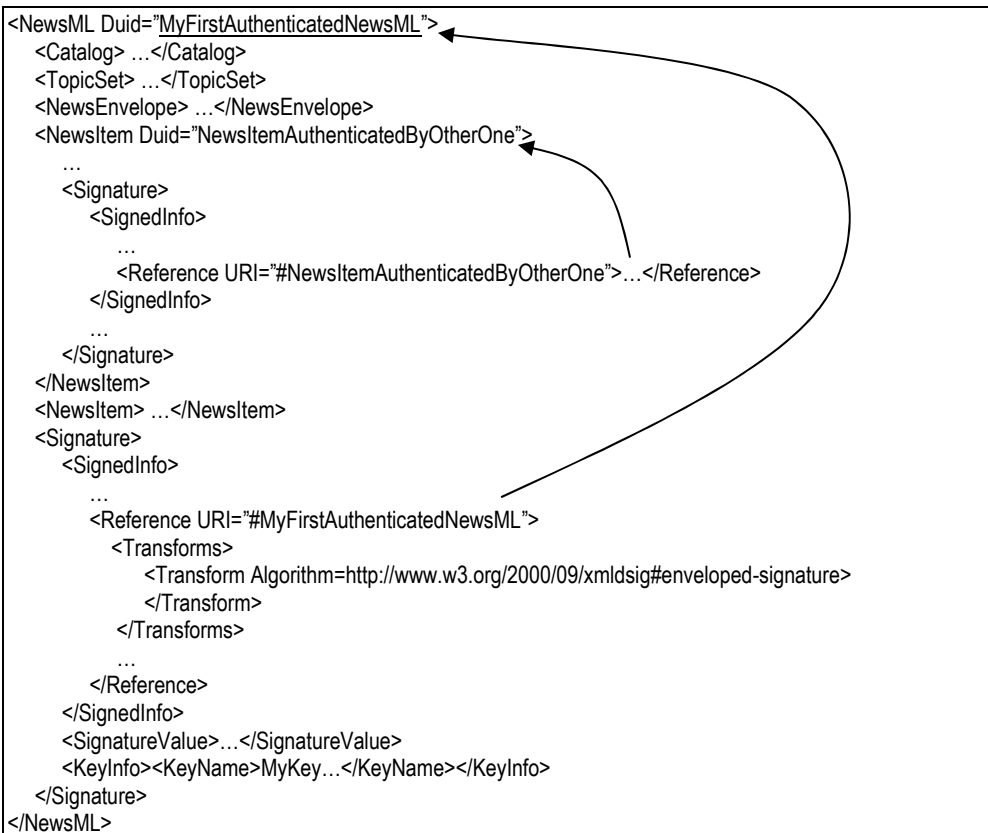 <NewsML Duid=”MyFirstAuthenticatedNewsML”>
<Catalog> …</Catalog>
<TopicSet> …</TopicSet>
<NewsEnvelope> …</NewsEnvelope>
<NewsItem Duid=”NewsItemAuthenticatedByOtherOne”>
…
<Signature>
<SignedInfo>
…
<Reference URI=”#NewsItemAuthenticatedByOtherOne”>…</Reference>
</SignedInfo>
…
</Signature>
</NewsItem>
<NewsItem> …</NewsItem>
<Signature>
<SignedInfo>
…
<Reference URI=”#MyFirstAuthenticatedNewsML”>
<Transforms>
<Transform Algorithm=http://www.w3.org/2000/09/xmldsig#enveloped-signature>
</Transform>
</Transforms>
…
</Reference>
</SignedInfo>
<SignatureValue>…</SignatureValue>
<KeyInfo><KeyName>MyKey…</KeyName></KeyInfo>
</Signature>
</NewsML>